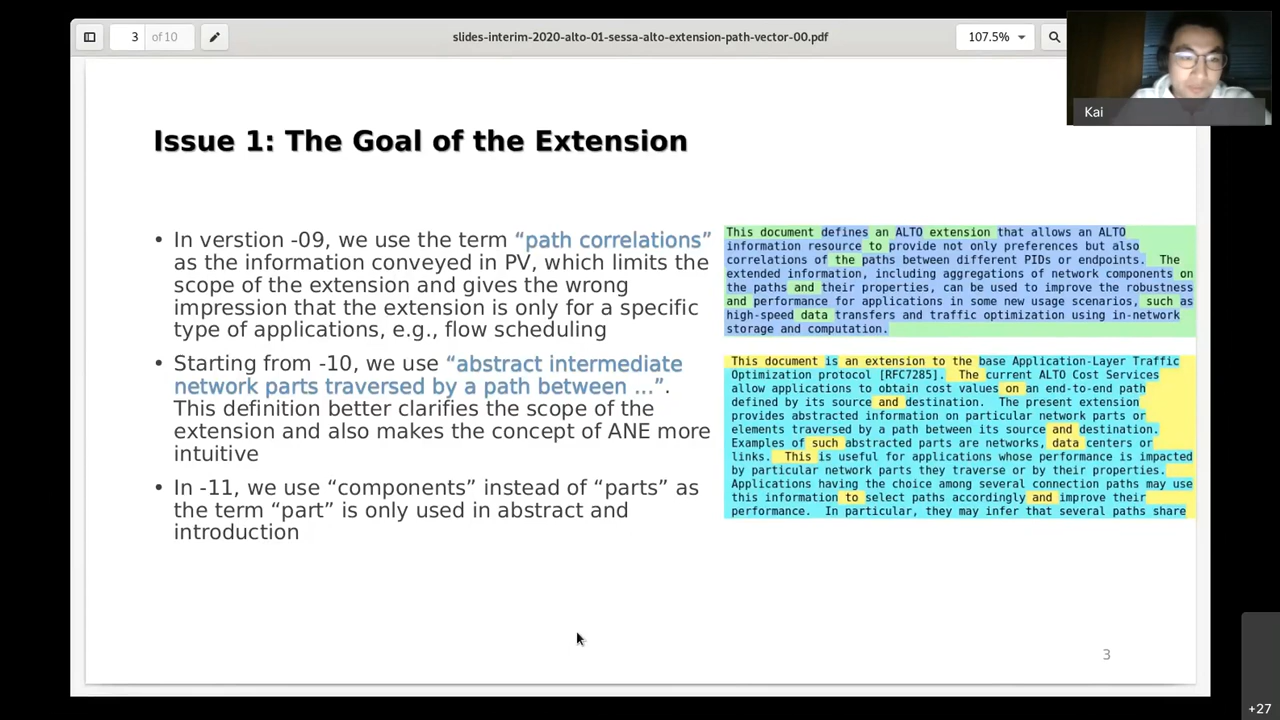 3 of 10
slides-interim-2020-alto-01-sessa-alto-extension-path-vector-00.pdf
107.5%
Kai
Issue 1: The Goal of the Extension
• In verstion -09, we use the term “path correlations”
as the information conveyed in PV, which limits the
scope of the extension and gives the wrong
impression that the extension is only for a specific
type of applications, e.g., flow scheduling
• Starting from -10, we use “abstract intermediate
network parts traversed by a path between ...”.
This definition better clarifies the scope of the
extension and also makes the concept of ANE more
intuitive
• In -11, we use “components” instead of “parts” as
the term “part” is only used in abstract and
introduction
This document defines an ALTO extension that allows an ALTO
information resource to provide not only preferences but also
correlations of the paths between different PIDs or endpoints. The
extended information, including aggregations of network components on
the paths and their properties, can be used to improve the robustness
and performance for applications in some new usage scenarios, such as
high-speed data transfers and traffic optimization using in-network
storage and computation.
This document is an extension to the base Application-Layer Traffic
Optimization protocol [RFC7285]. The current ALTO Cost Services
allow applications to obtain cost values on an end-to-end path
defined by its source and destination. The present extension
provides abstracted information on particular network parts or
elements traversed by a path between its source and destination.
Examples of such abstracted parts are networks, data centers or
links. This is useful for applications whose performance is impacted
by particular network parts they traverse or by their properties.
Applications having the choice among several connection paths may use
this information to select paths accordingly and improve their
performance. In particular, they may infer that several paths share
3
+27